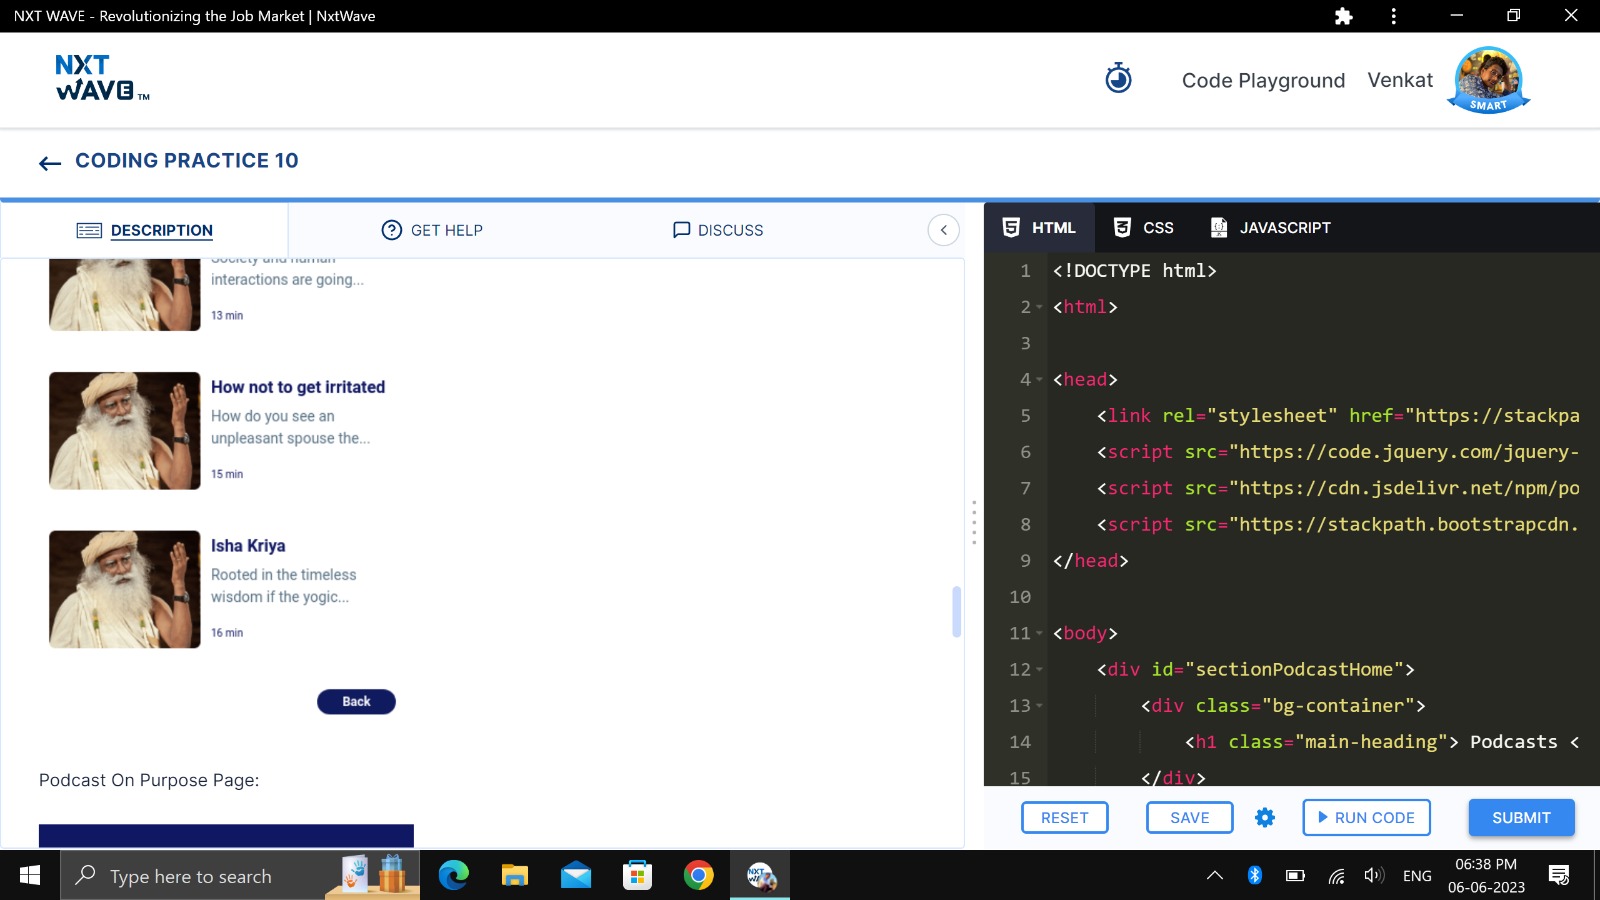 NXT WAVE - Revolutionizing the Job Market | NxtWave
NXT
WAVE TM
Code Playground
Venkat
SMART
CODING PRACTICE 10
DESCRIPTION
GET HELP
DISCUSS
Society and human
interactions are going...
13 min
How not to get irritated
How do you see an
unpleasant spouse the...
15 min
Isha Kriya
Rooted in the timeless
wisdom if the yogic...
16 min
Back
Podcast On Purpose Page:
HTML
CSS
JAVASCRIPT
1 <!DOCTYPE html>
2 <html>
3
4 <head>
5 <link rel="stylesheet" href="https://stackpa
6 <script src="https://code.jquery.com/jquery-
7 <script src="https://cdn.jsdelivr.net/npm/po
8 <script src="https://stackpath.bootstrapcdn.
9 </head>
10
11 <body>
12 <div id="sectionPodcastHome">
13 <div class="bg-container">
14 <h1 class="main-heading"> Podcasts <
15 </div>
RESET
SAVE
RUN CODE
SUBMIT
Type here to search
NXT
ENG
06:38 PM
06-06-2023